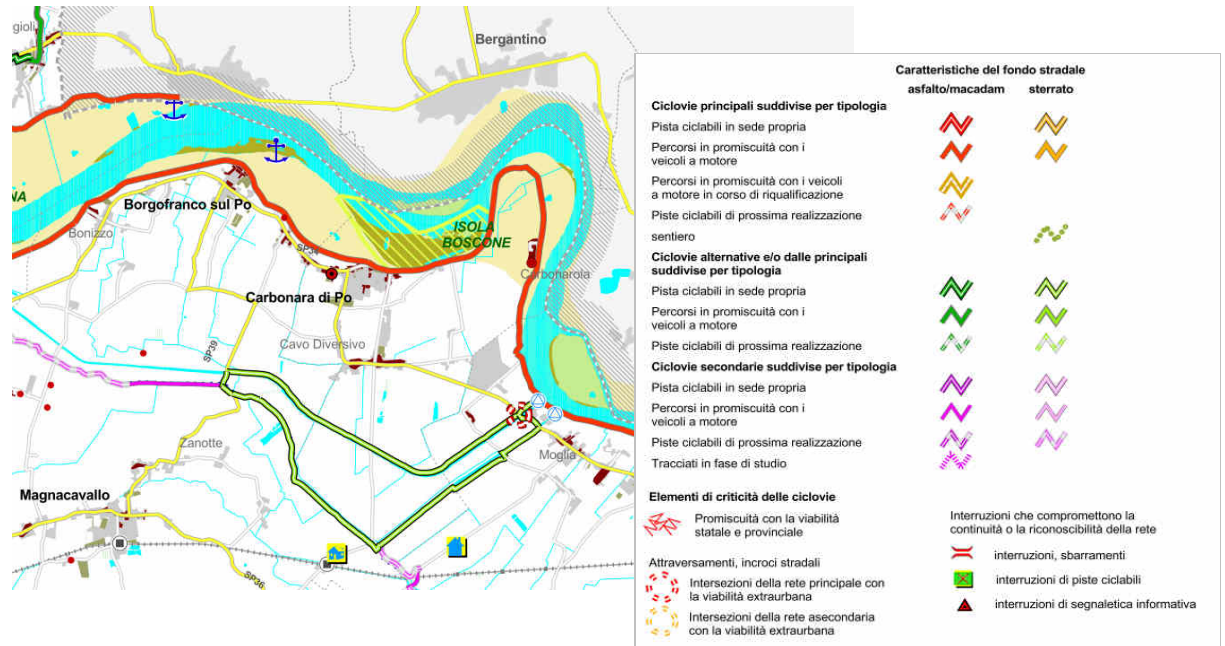 gioli
Bergantino
NA
Borgofranco sul Po
Bonizzo
ISOLA
BOSCONE
Carbonarola
Carbonara di Po
SP39
Cavo Diversivo
Zanotte
Moglia
Magnacavallo
SP36
Caratteristiche del fondo stradale
asfalto/macadam sterrato
Ciclovie principali suddivise per tipologia
Pista ciclabili in sede propria
Percorsi in promiscuità con i
veicoli a motore
Percorsi in promiscuità con i veicoli
a motore in corso di riqualificazione
Piste ciclabili di prossima realizzazione
sentiero
Ciclovie alternative e/o dalle principali
suddivise per tipologia
Pista ciclabili in sede propria
Percorsi in promiscuità con i
veicoli a motore
Piste ciclabili di prossima realizzazione
Ciclovie secondarie suddivise per tipologia
Pista ciclabili in sede propria
Percorsi in promiscuità con i
veicoli a motore
Piste ciclabili di prossima realizzazione
Tracciati in fase di studio
Elementi di criticità delle ciclovie
Promiscuità con la viabilità
statale e provinciale
Attraversamenti, incroci stradali
Intersezioni della rete principale con
la viabilità extraurbana
Intersezioni della rete asecondaria
con la viabilità extraurbana
Interruzioni che compromettono la
continuità o la riconoscibilità della rete
interruzioni, sbarramenti
interruzioni di piste ciclabili
interruzioni di segnaletica informativa